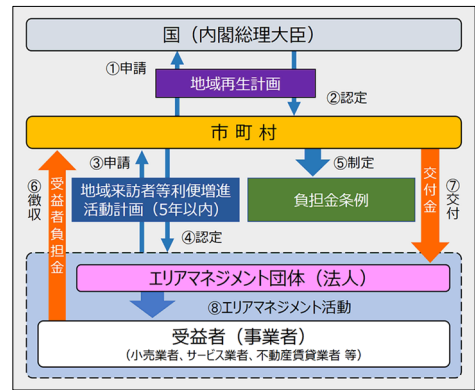 国（内閣総理大臣）
①申請
地域再生計画
②認定
市町村
③申請
⑤制定
⑥徴収
受益者負担金
地域来訪者等利便増進
活動計画（5年以内）
負担金条例
交付金
⑦交付
④認定
エリアマネジメント団体（法人）
⑧エリアマネジメント活動
受益者（事業者）
（小売業者、サービス業者、不動産賃貸業者 等）